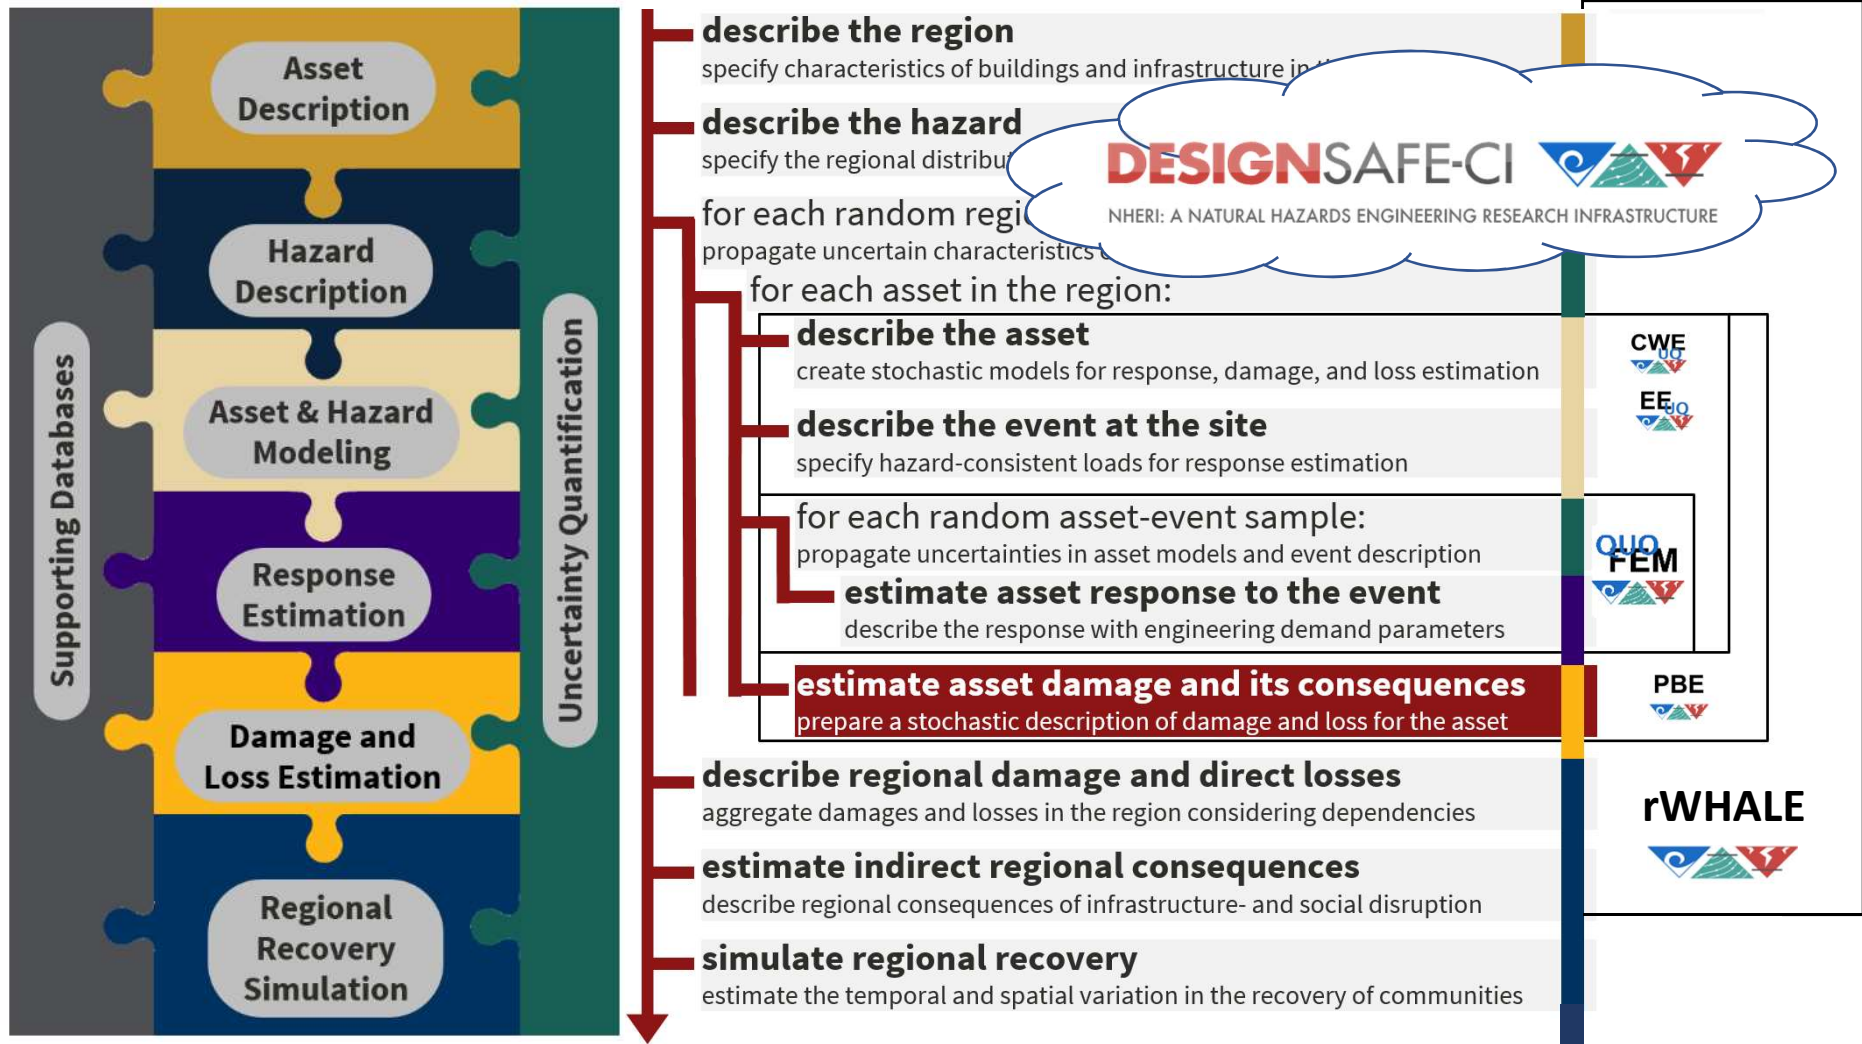 Supporting Databases
Asset
Description
Hazard
Description
Asset & Hazard
Modeling
Response
Estimation
Damage and
Loss Estimation
Regional
Recovery
Simulation
Uncertainty Quantification
describe the region
specify characteristics of buildings and infrastructure in
describe the hazard
specify the regional
for each random
propagate uncertain characteristics
DESIGNSAFE-CI
NHERI: A NATURAL HAZARDS ENGINEERING RESEARCH INFRASTRUCTURE
for each asset in the region:
describe the asset
create stochastic models for response, damage, and loss estimation
describe the event at the site
specify hazard-consistent loads for response estimation
for each random asset-event sample:
propagate uncertainties in asset models and event description
estimate asset response to the event
describe the response with engineering demand parameters
estimate asset damage and its consequences
prepare a stochastic description of damage and loss for the asset
describe regional damage and direct losses
aggregate damages and losses in the region considering dependencies
estimate indirect regional consequences
describe regional consequences of infrastructure- and social disruption
simulate regional recovery
estimate the temporal and spatial variation in the recovery of communities
CWE
UQ
EE
UQ
QUO
FEM
PBE
rWHALE